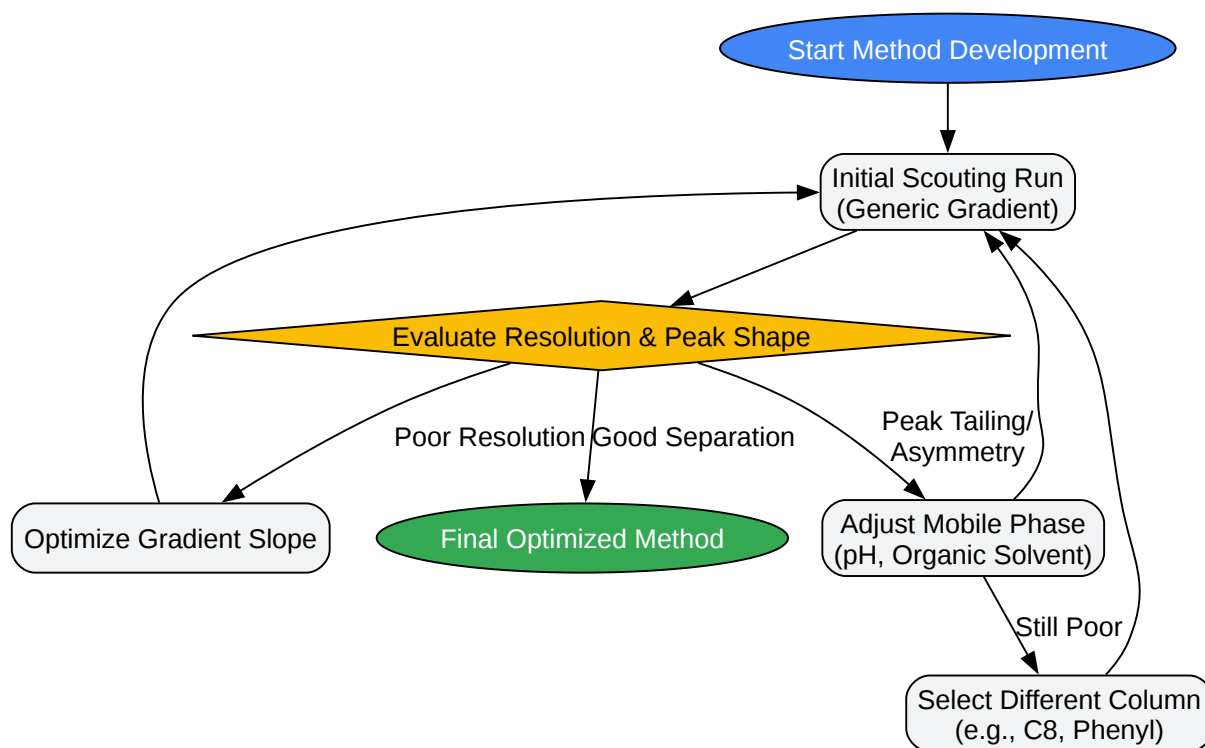 Start Method Development
Initial Scouting Run
(Generic Gradient)
Evaluate Resolution & Peak Shape
Poor Resolution
Good Separation
Peak Tailing/
Asymmetry
Optimize Gradient Slope
Final Optimized Method
Adjust Mobile Phase
(pH, Organic Solvent)
Still Poor
Select Different Column
(e.g., C8, Phenyl)